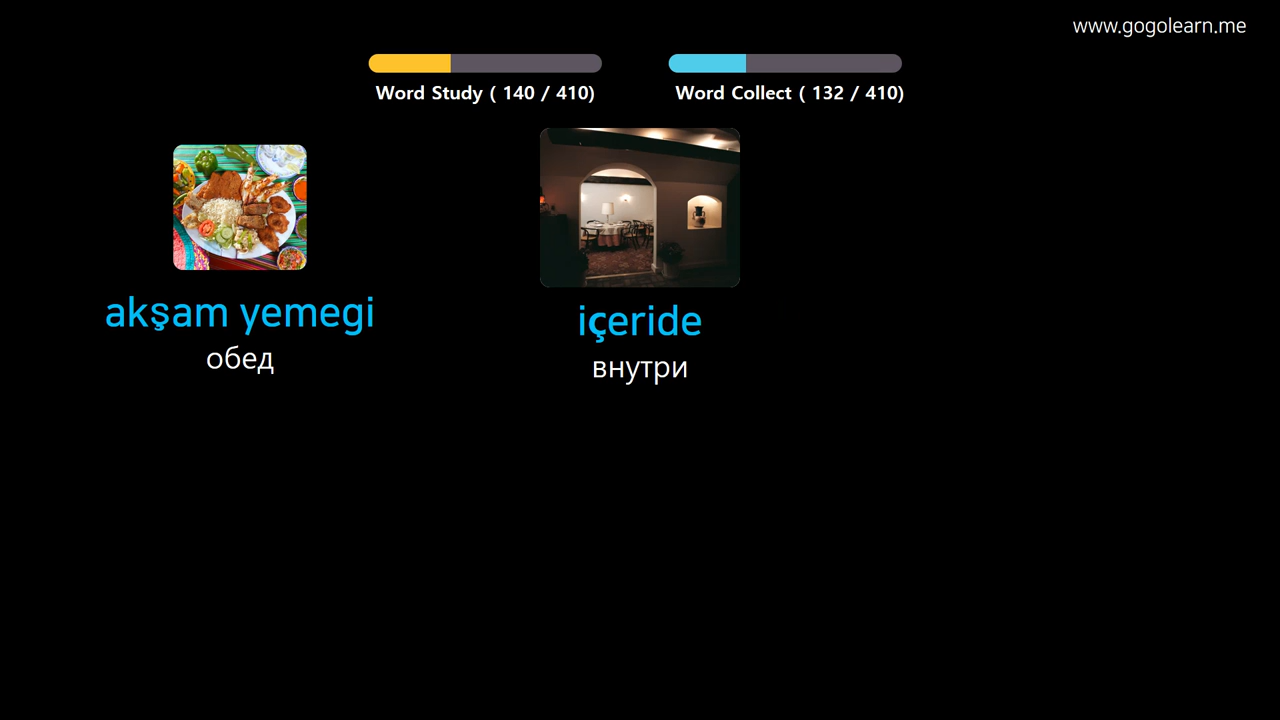 www.gogolearn.me
Word Study ( 140 / 410)
Word Collect ( 132 / 410)
akşam yemegi
обед
içeride
внутри